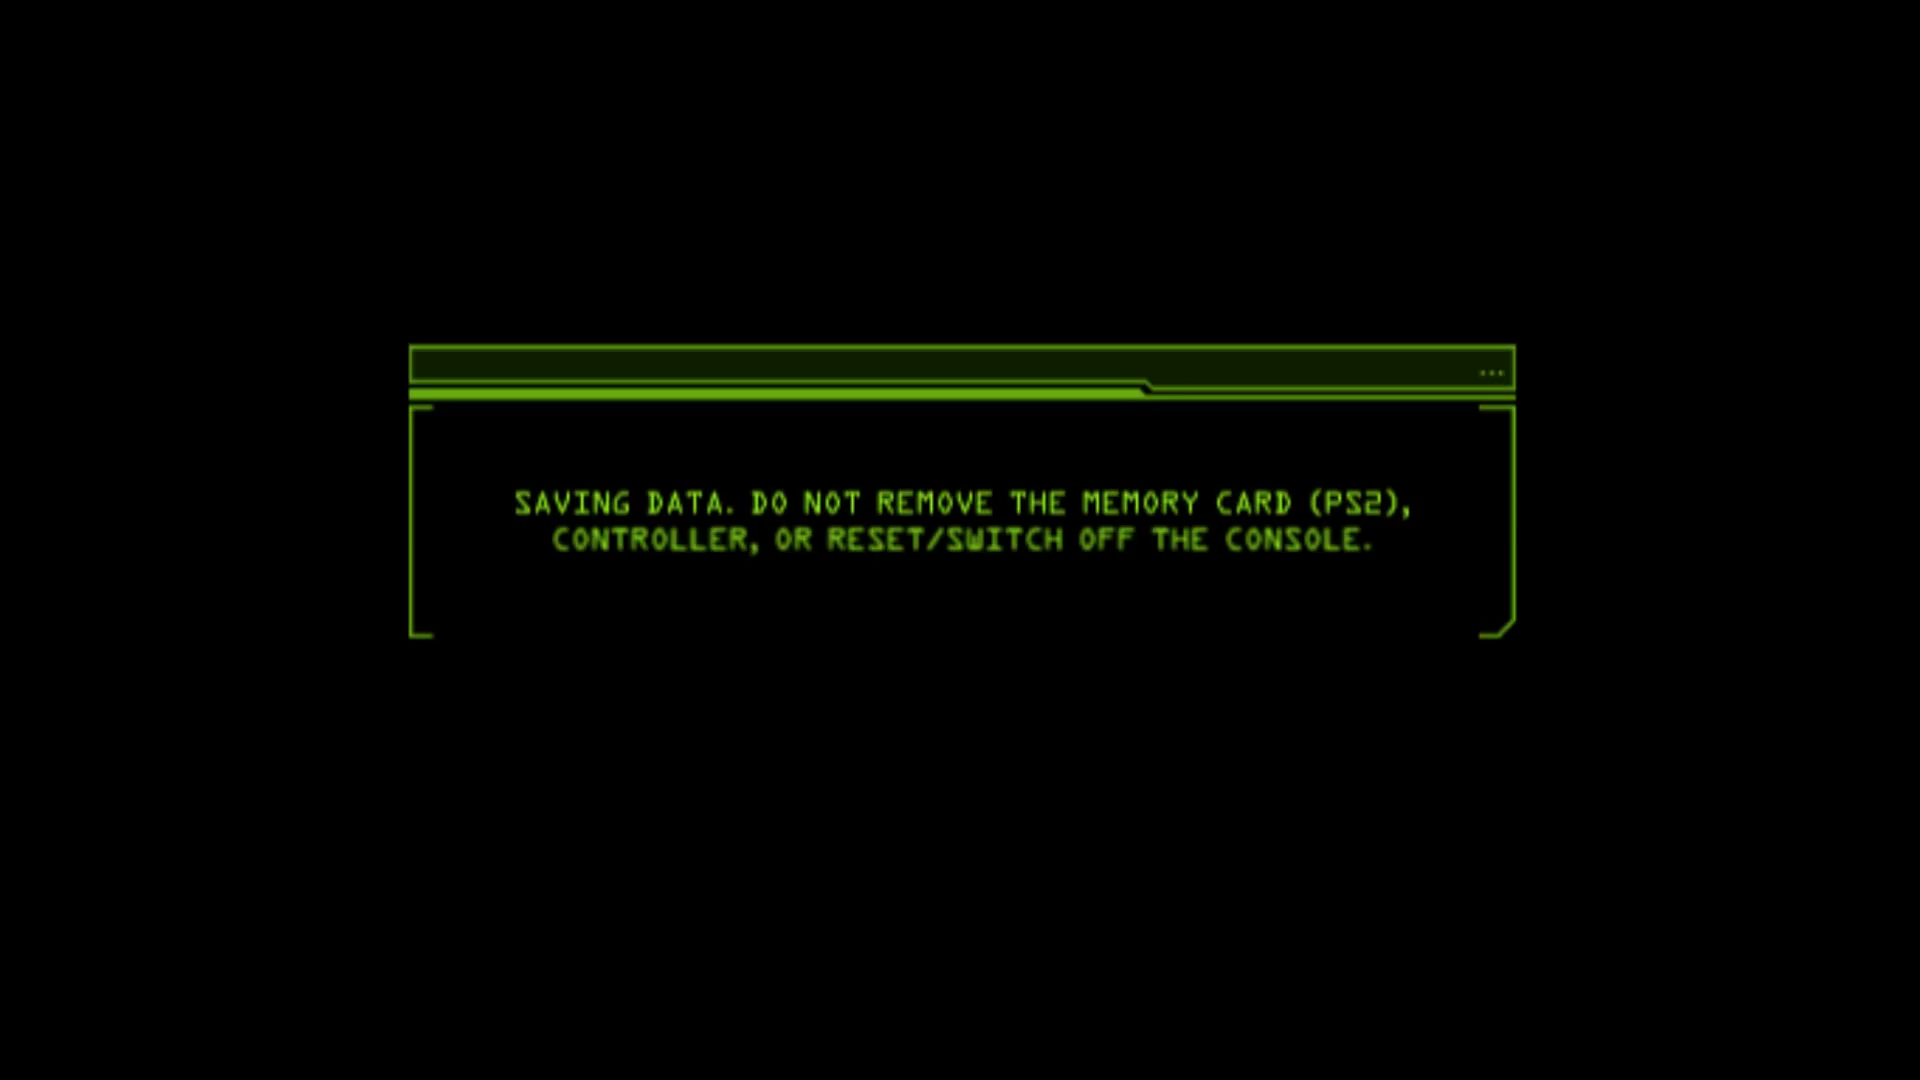 ...
SAVING DATA. DO NOT REMOVE THE MEMORY CARD (PS2),
CONTROLLER, OR RESET/SWITCH OFF THE CONSOLE.